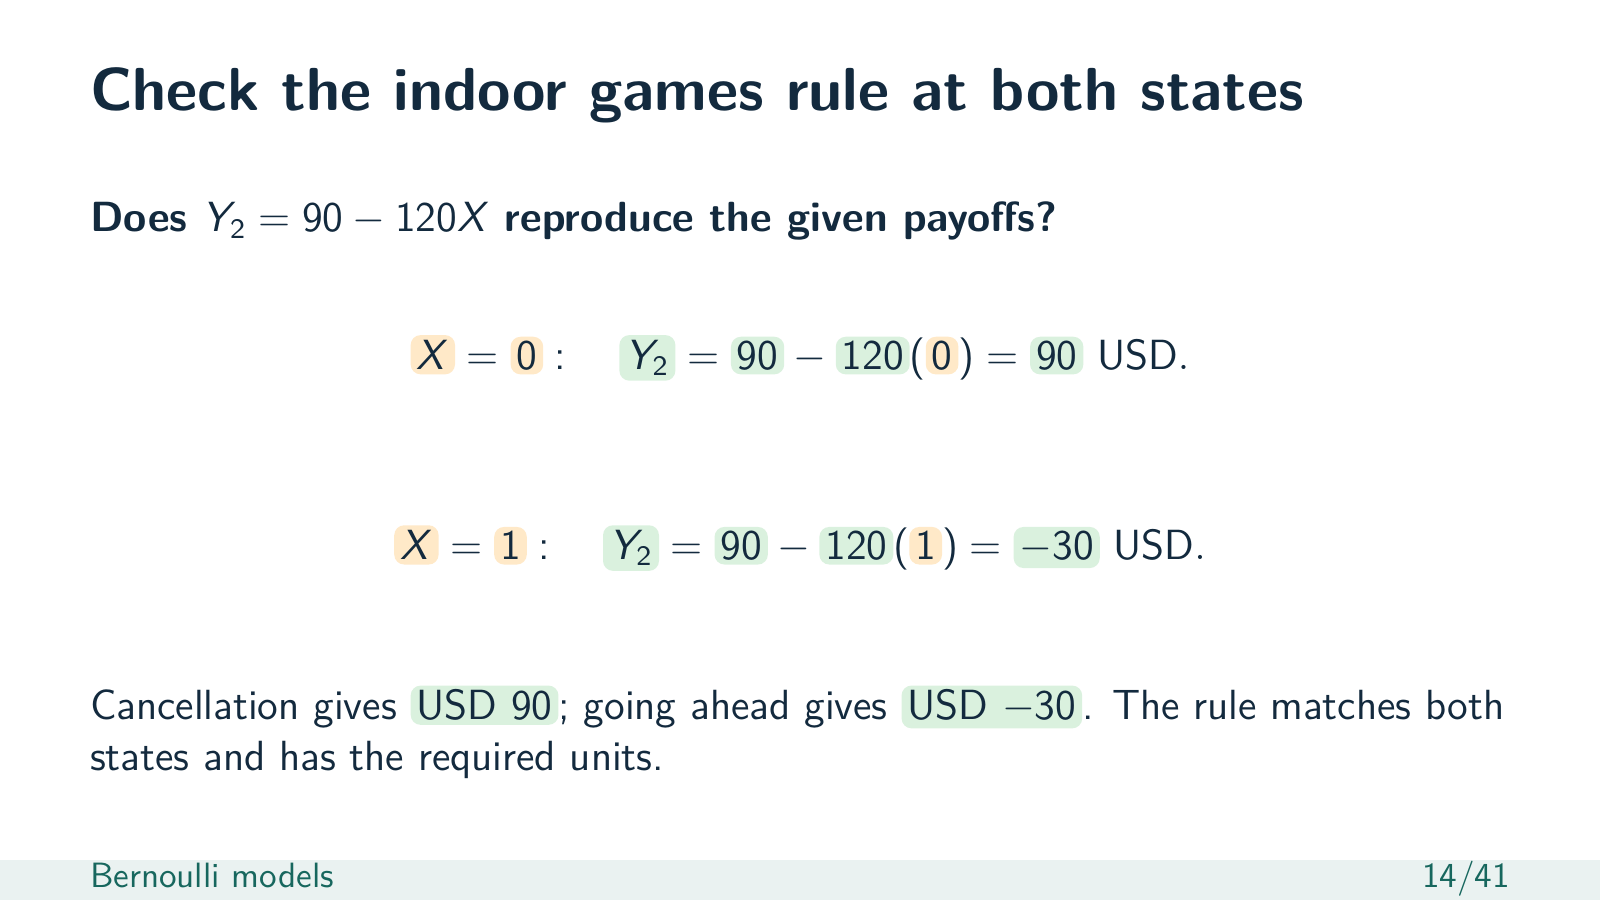 Check the indoor games rule at both states
Does Y₂ = 90 − 120X reproduce the given payoffs?
X = 0 : Y₂ = 90 − 120(0) = 90 USD.
X = 1 : Y₂ = 90 − 120(1) = −30 USD.
Cancellation gives USD 90; going ahead gives USD −30. The rule matches both
states and has the required units.
Bernoulli models 14/41